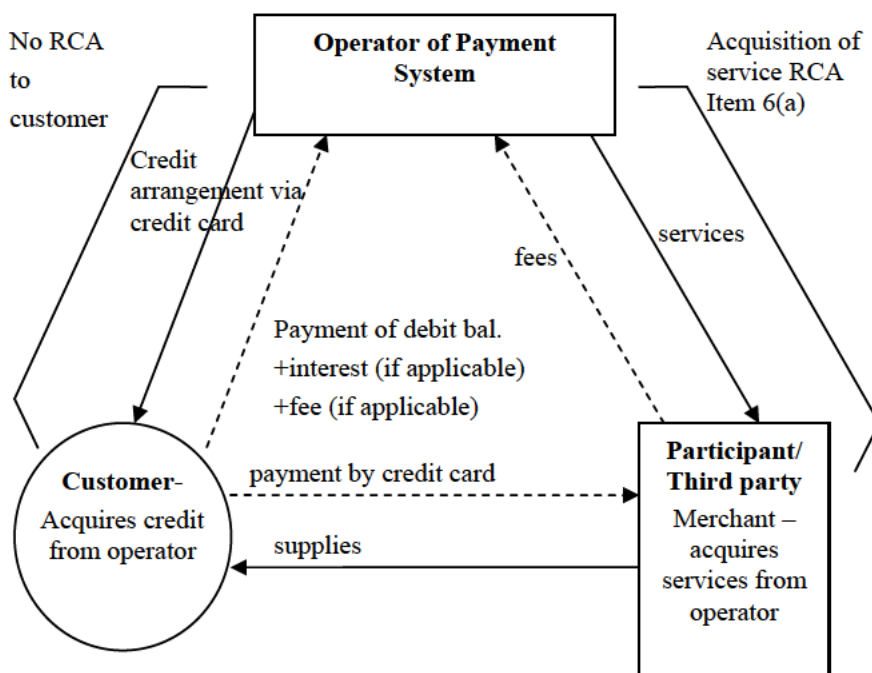 No RCA
to
customer
Operator of Payment
System
Acquisition of
service RCA
Item 6(a)
Credit
arrangement via
credit card
services
fees
Payment of debit bal.
+interest (if applicable)
+fee (if applicable)
Customer-
Acquires credit
from operator
payment by credit card
supplies
Participant/
Third party
Merchant –
acquires
services from
operator